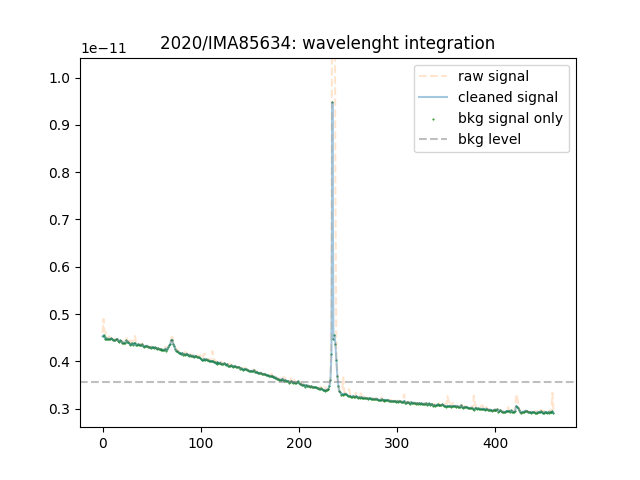 2020/IMA85634: wavelenght integration
1e−11
1.0
0.9
0.8
0.7
0.6
0.5
0.4
0.3
0
100
200
300
400
raw signal
cleaned signal
bkg signal only
bkg level